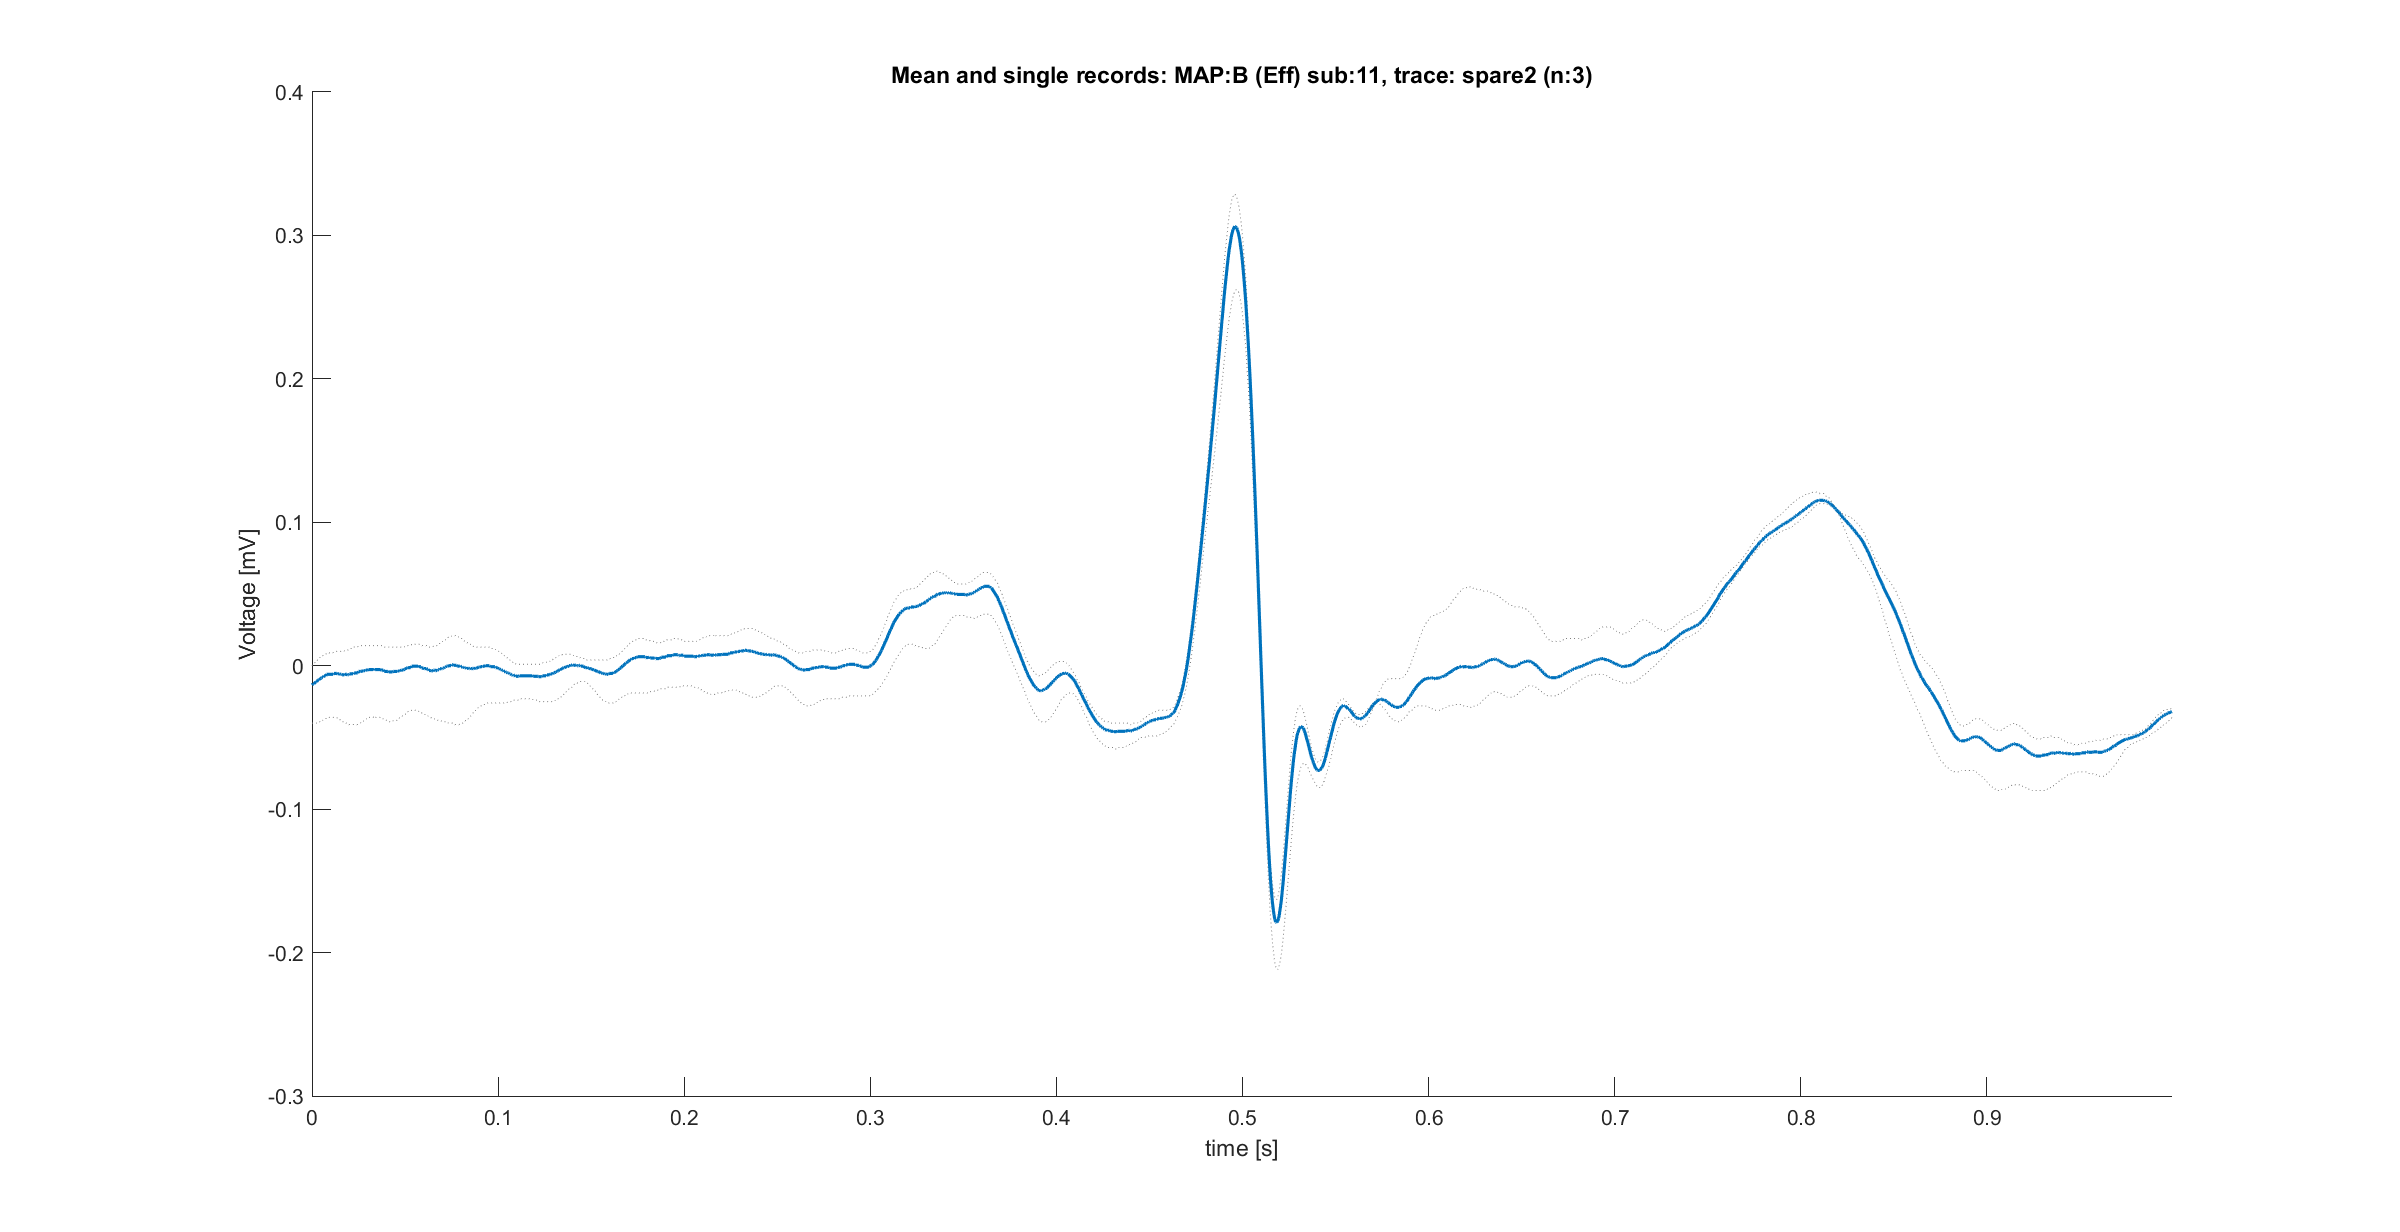 Mean and single records: MAP:B (Eff) sub:11, trace: spare2 (n:3)
0.4
0.3
0.2
0.1
0
-0.1
-0.2
-0.3
Voltage [mV]
0 0.1 0.2 0.3 0.4 0.5 0.6 0.7 0.8 0.9
time [s]